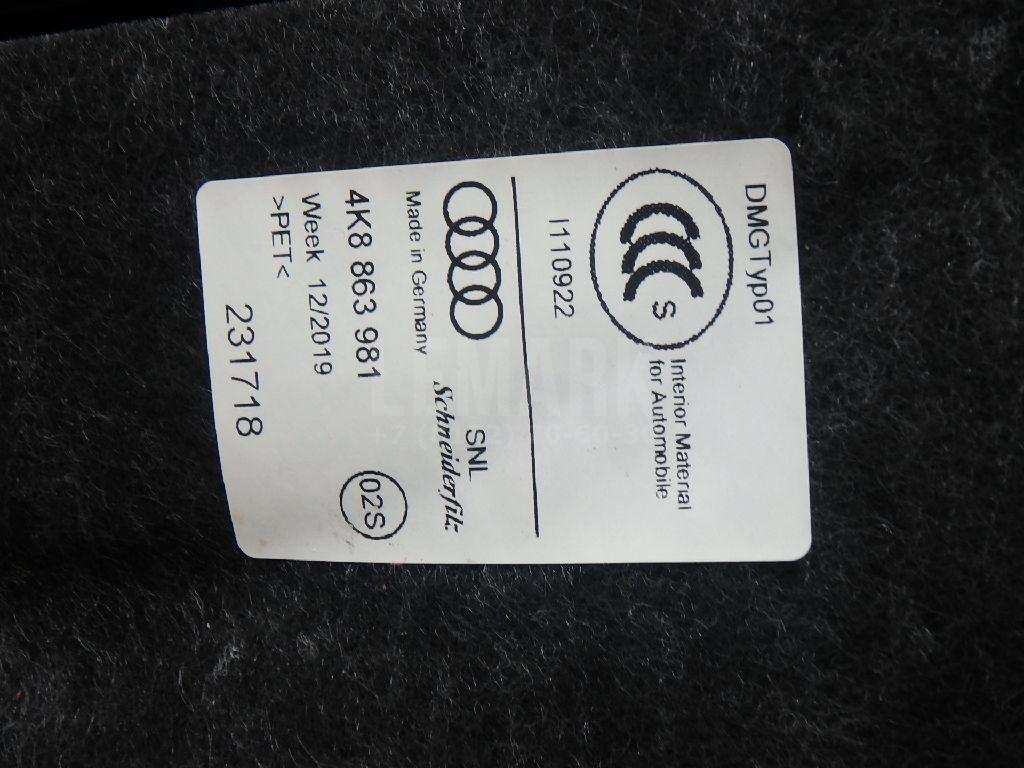 DMGTyp01
S
Interior Material
for Automobile
I110922
SNL
Schneiderfilz
Made in Germany
4K8 863 981
02S
Week 12/2019
>PET<
231718
LEMARK